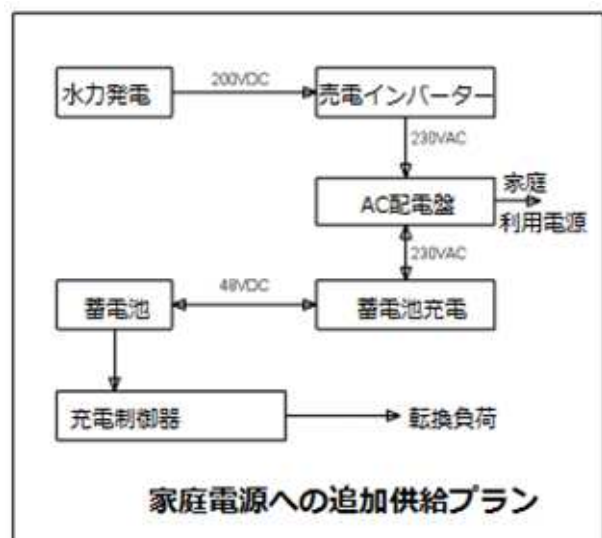 水力発電
200VDC
売電インバーター
230VAC
AC配電盤
家庭
利用電源
230VAC
蓄電池
48VDC
蓄電池充電
充電制御器
転換負荷
家庭電源への追加供給プラン